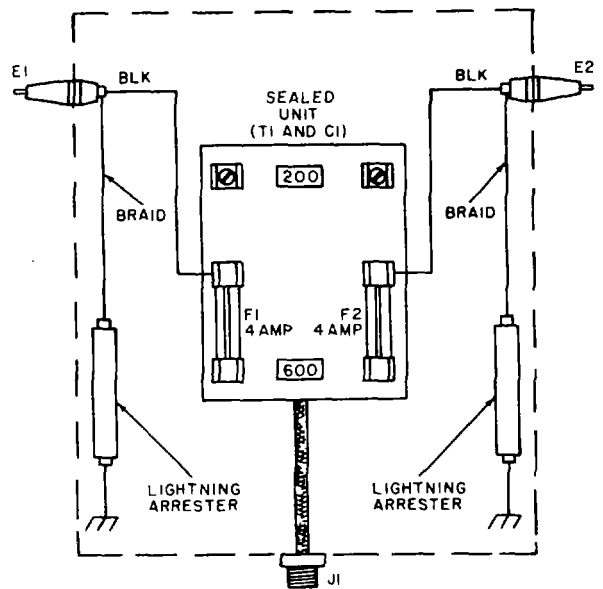 E1
BLK
SEALED
UNIT
(T1 AND C1)
BLK
E2
200
BRAID
BRAID
F1
4 AMP
F2
4 AMP
600
LIGHTNING
ARRESTER
LIGHTNING
ARRESTER
J1